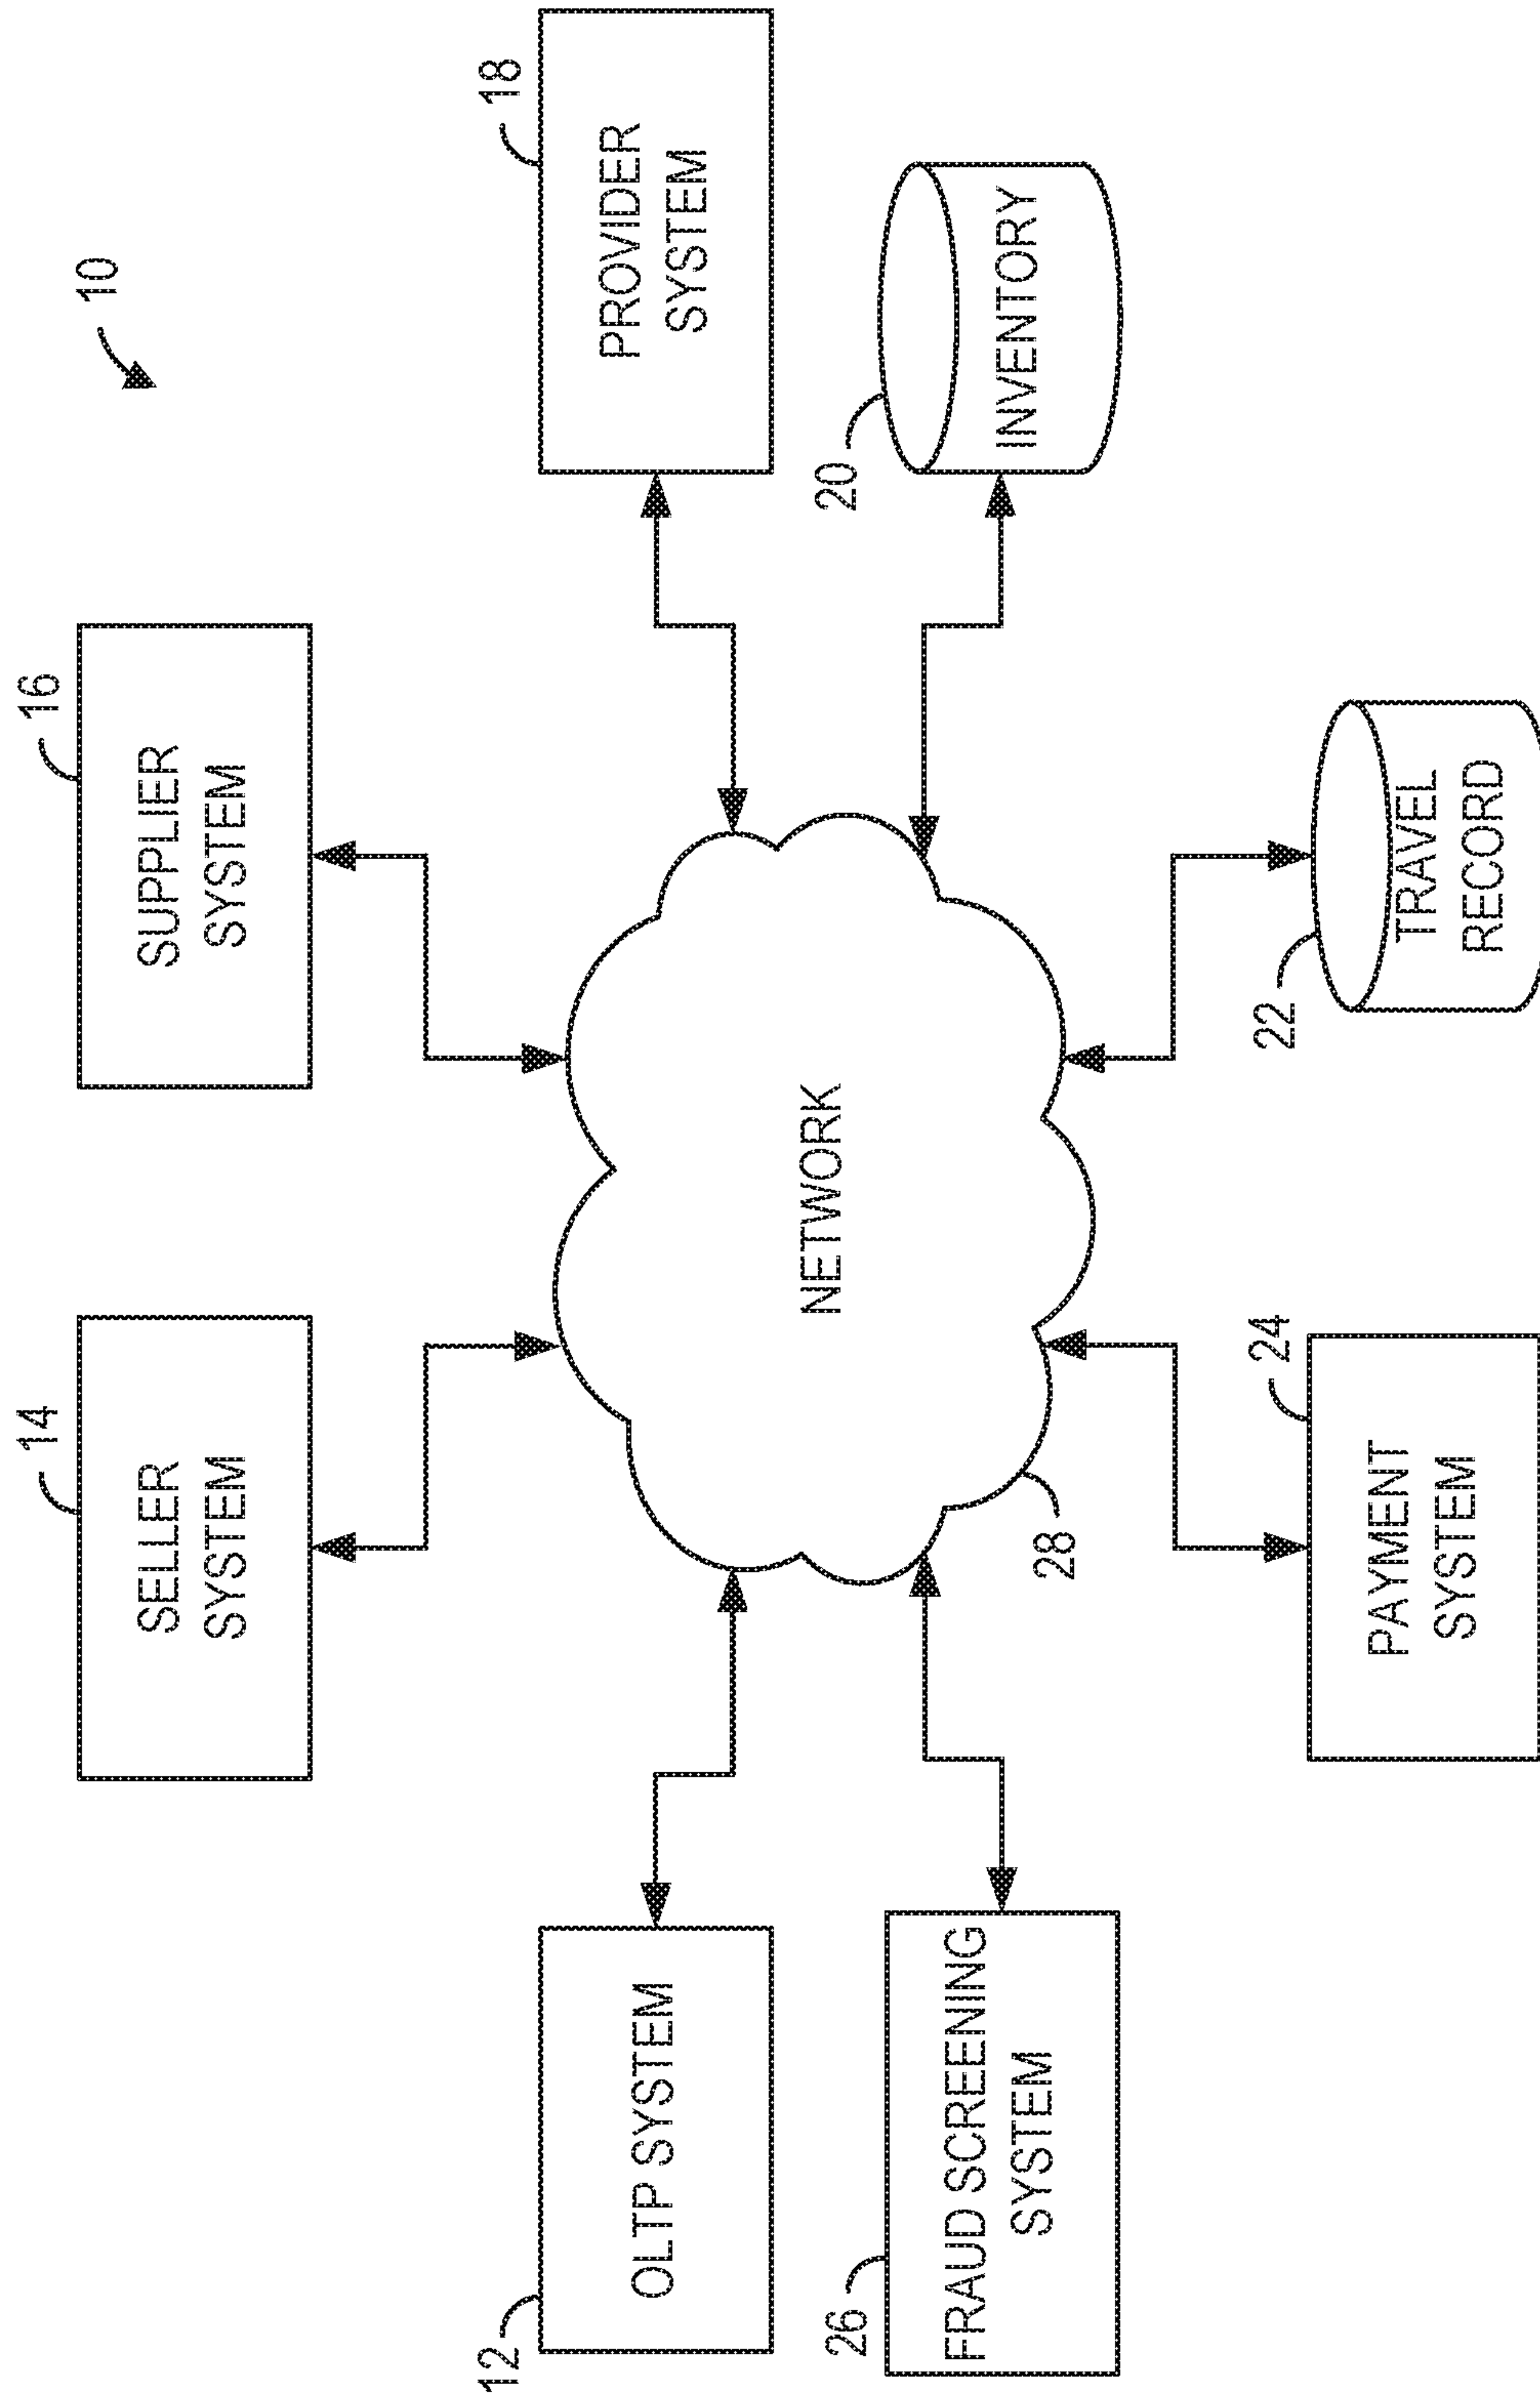 10
14
SELLER
SYSTEM
16
SUPPLIER
SYSTEM
12
OLTP SYSTEM
18
PROVIDER
SYSTEM
NETWORK
26
FRAUD SCREENING
SYSTEM
20
INVENTORY
28
24
PAYMENT
SYSTEM
22
TRAVEL
RECORD